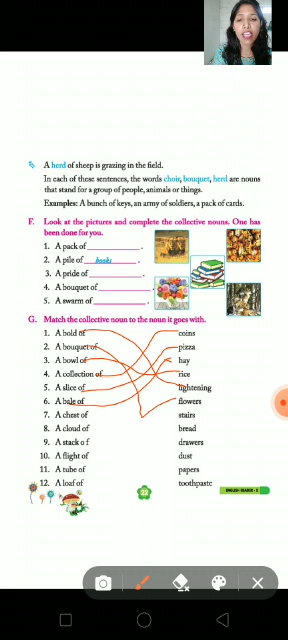 A herd of sheep is grazing in the field.
In each of these sentences, the words choir, bouquet, herd are nouns
that stand for a group of people, animals or things.
Examples: A bunch of keys, an army of soldiers, a pack of cards.
F. Look at the pictures and complete the collective nouns. One has
been done for you.
1. A pack of .
2. A pile of books .
3. A pride of .
4. A bouquet of .
5. A swarm of .
G. Match the collective noun to the noun it goes with.
1. A bold of coins
2. A bouquet of pizza
3. A bowl of hay
4. A collection of rice
5. A slice of lightening
6. A bale of flowers
7. A chest of stairs
8. A cloud of bread
9. A stack of drawers
10. A flight of dust
11. A tube of papers
12. A loaf of toothpaste
22
ENGLISH READER - 5